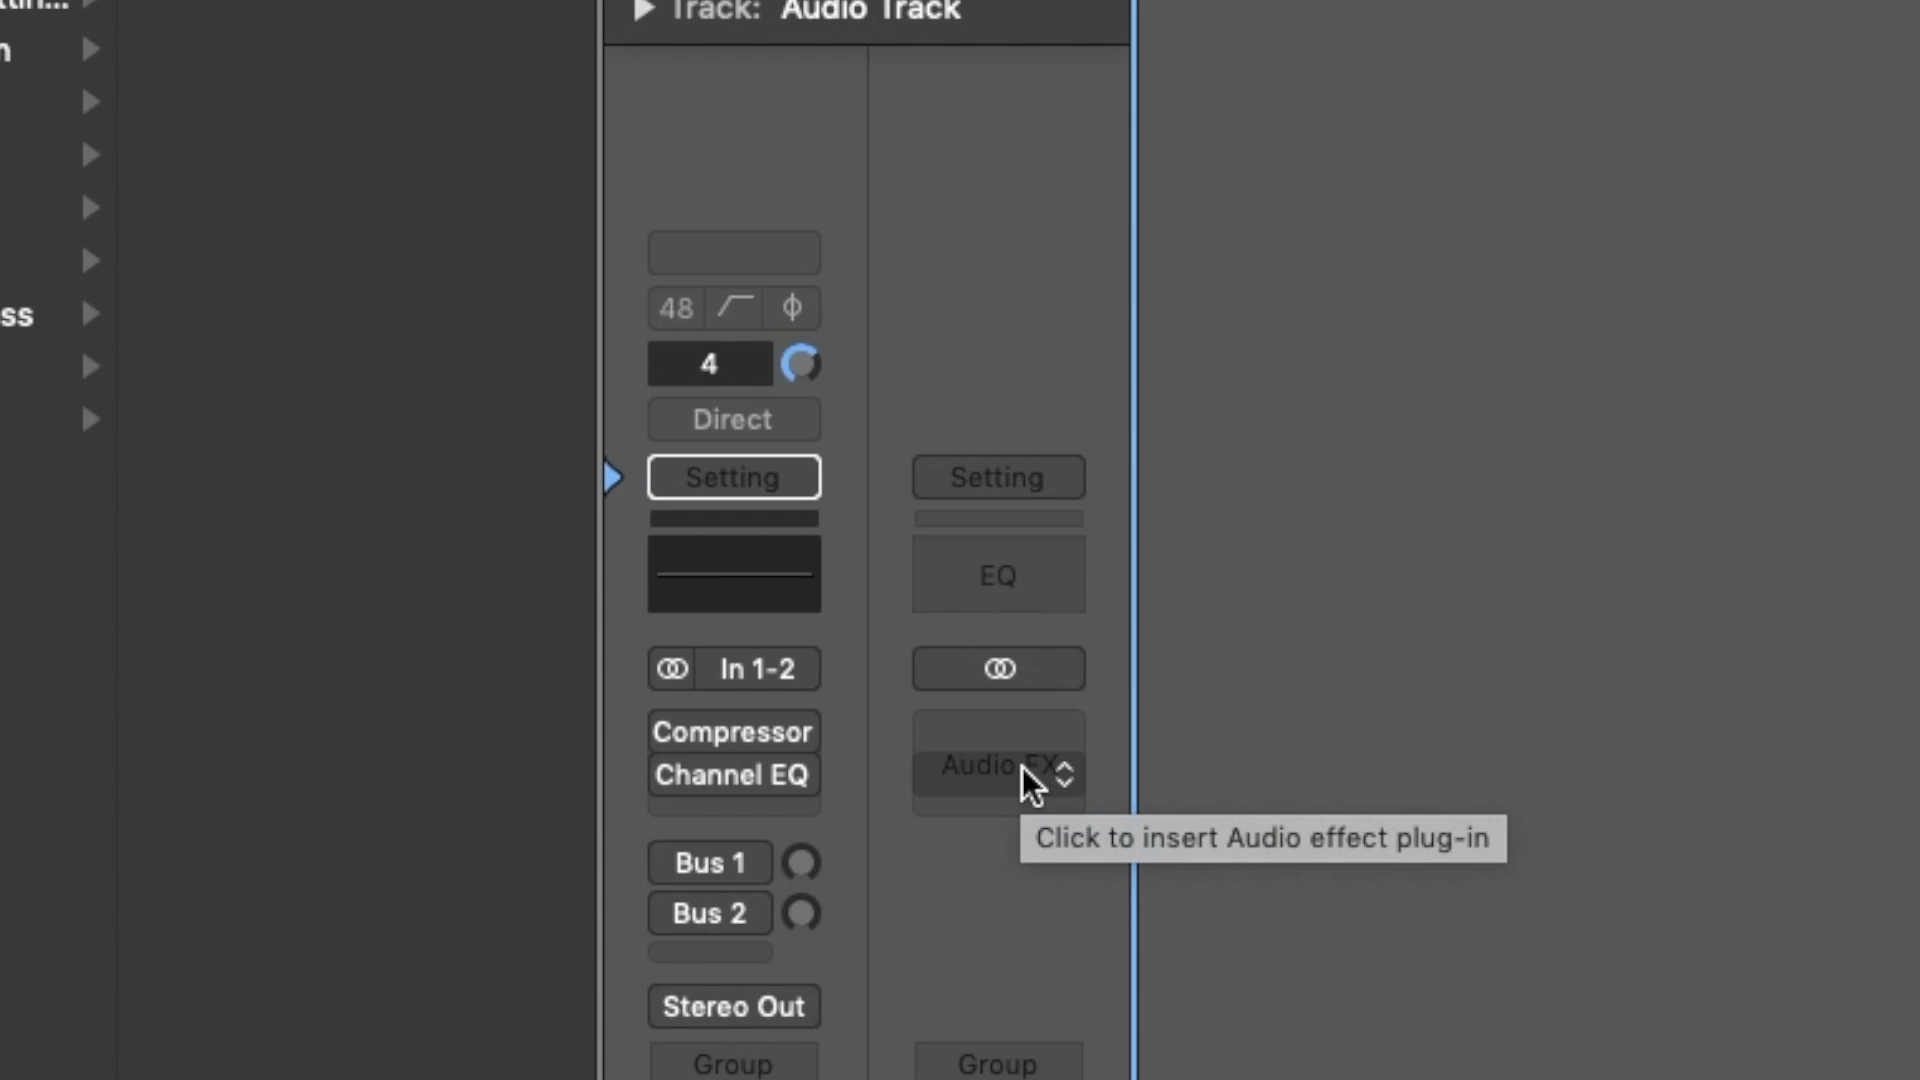 Track: Audio Track
ss
48
4
Direct
Setting
Setting
EQ
In 1-2
Compressor
Channel EQ
Audio FX
Click to insert Audio effect plug-in
Bus 1
Bus 2
Stereo Out
Group
Group